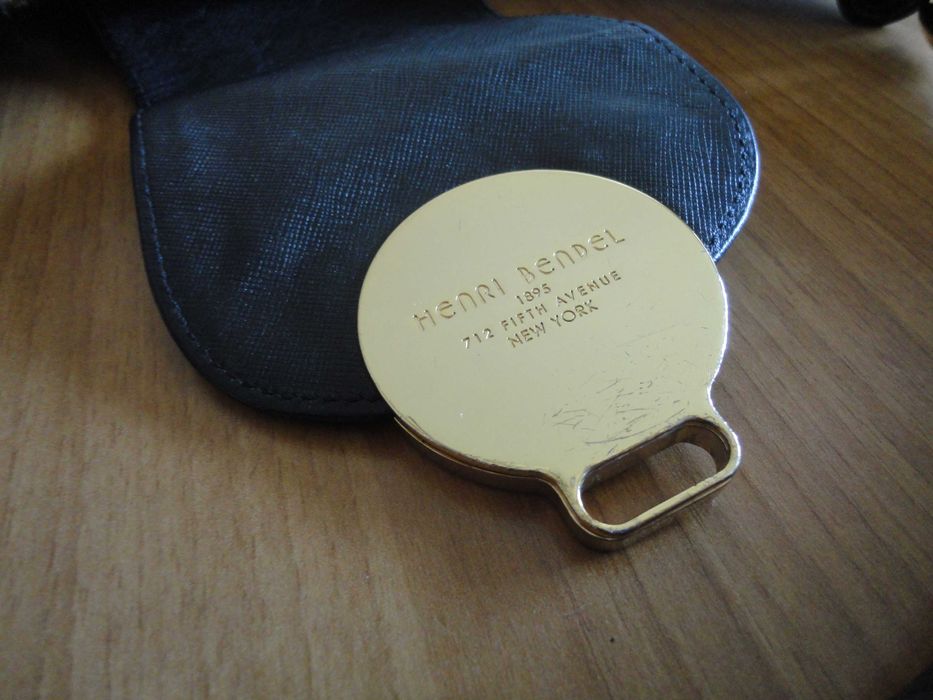 HENRI BENDEL
1895
712 FIFTH AVENUE
NEW YORK